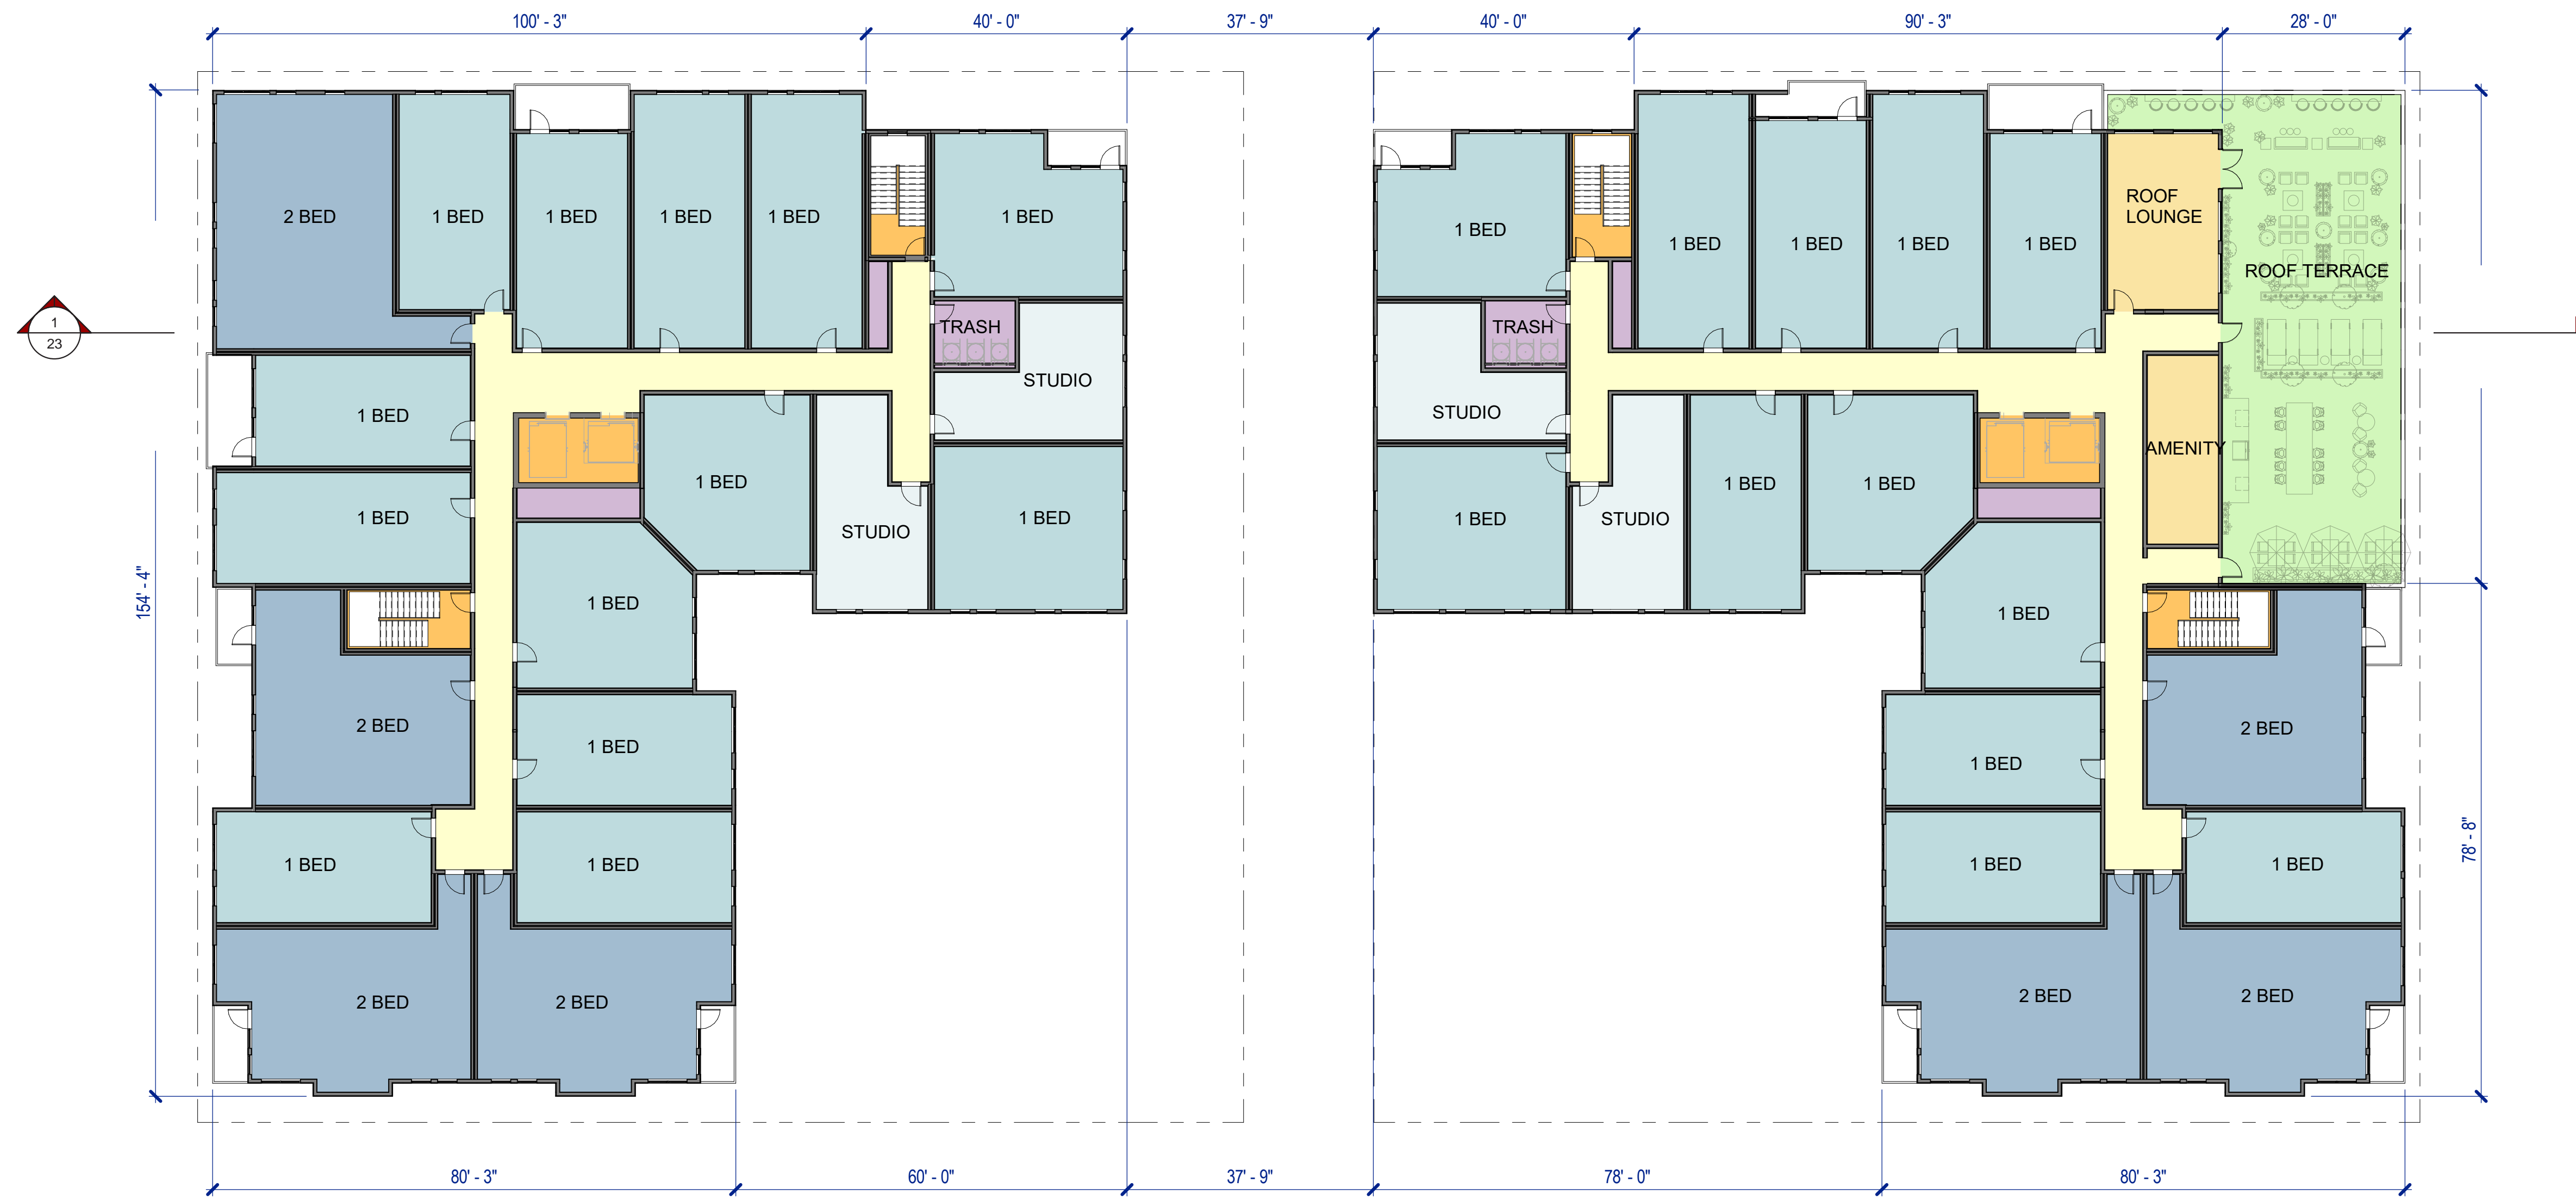 100' - 3"
40' - 0"
37' - 9"
40' - 0"
90' - 3"
28' - 0"
2 BED
1 BED
1 BED
1 BED
1 BED
1 BED
1 BED
1 BED
1 BED
1 BED
1 BED
ROOF
LOUNGE
ROOF TERRACE
1
23
TRASH
TRASH
STUDIO
STUDIO
1 BED
AMENITY
1 BED
1 BED
1 BED
1 BED
1 BED
1 BED
1 BED
STUDIO
STUDIO
154' - 4"
1 BED
1 BED
2 BED
2 BED
1 BED
1 BED
78' - 8"
1 BED
1 BED
1 BED
1 BED
2 BED
2 BED
2 BED
2 BED
80' - 3"
60' - 0"
37' - 9"
78' - 0"
80' - 3"